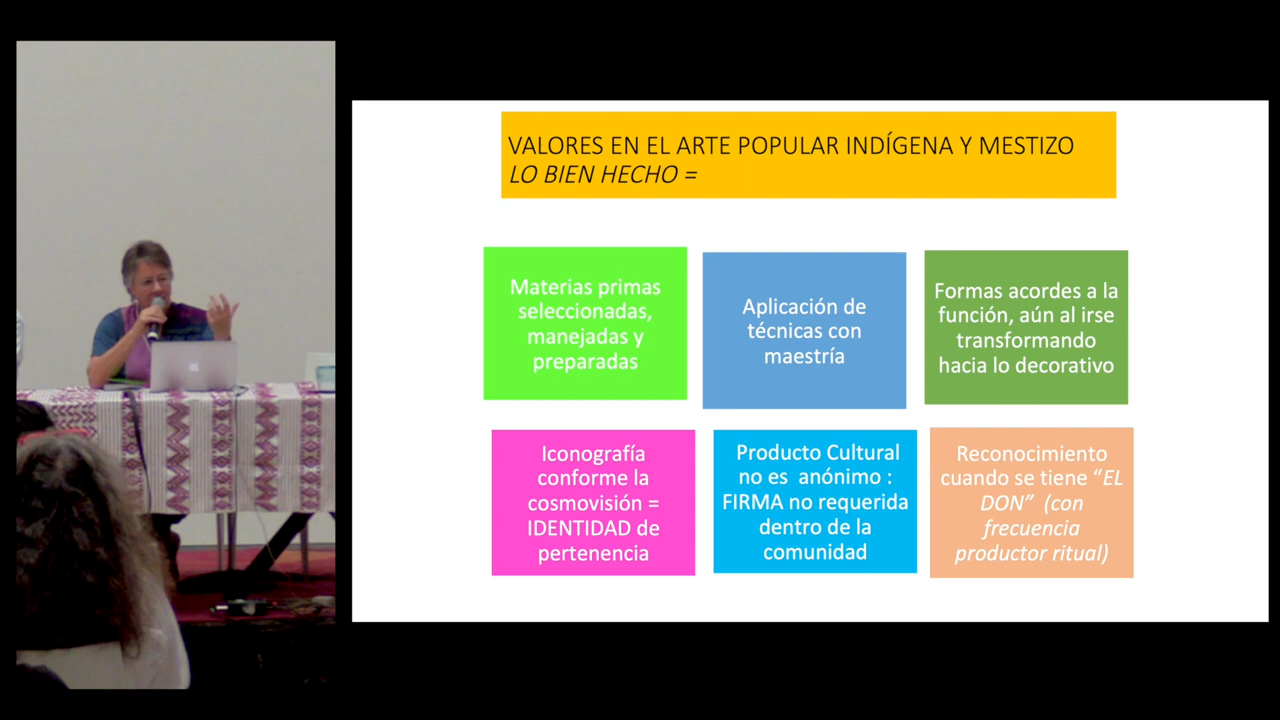 VALORES EN EL ARTE POPULAR INDÍGENA Y MESTIZO
LO BIEN HECHO =
Materias primas
seleccionadas,
manejadas y
preparadas
Aplicación de
técnicas con
maestría
Formas acordes a la
función, aún al irse
transformando
hacia lo decorativo
Iconografía
conforme la
cosmovisión =
IDENTIDAD de
pertenencia
Producto Cultural
no es anónimo :
FIRMA no requerida
dentro de la
comunidad
Reconocimiento
cuando se tiene “EL
DON” (con
frecuencia
productor ritual)